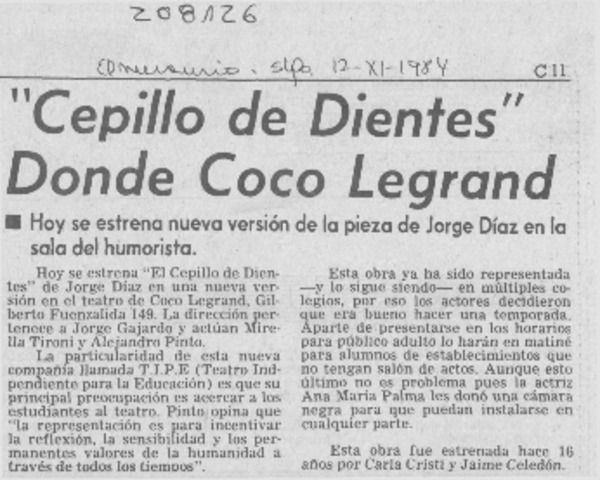 208126
El Mercurio. Stgo 12-XI-1984 C 11
"Cepillo de Dientes"
Donde Coco Legrand
■ Hoy se estrena nueva versión de la pieza de Jorge Díaz en la
sala del humorista.
Hoy se estrena "El Cepillo de Dien-
tes" de Jorge Díaz en una nueva ver-
sión en el teatro de Coco Legrand, Gil-
berto Fuenzalida 149. La dirección per-
tenece a Jorge Gajardo y actúan Mire-
lla Tironi y Alejandro Pinto.
La particularidad de esta nueva
compañía llamada T.I.P.E (Teatro Ind-
pendiente para la Educación) es que su
principal preocupación es acercar a los
estudiantes al teatro. Pinto opina que
"la representación es para incentivar
la reflexión, la sensibilidad y los per-
manentes valores de la humanidad a
través de todos los tiempos".
Esta obra ya ha sido representada
—y lo sigue siendo— en múltiples co-
legios, por eso los actores decidieron
que era bueno hacer una temporada.
Aparte de presentarse en los horarios
para público adulto lo harán en matiné
para alumnos de establecimientos que
no tengan salón de actos. Aunque esto
último no es problema pues la actriz
Ana María Palma les donó una cámara
negra para que puedan instalarse en
cualquier parte.
Esta obra fue estrenada hace 16
años por Carla Cristi y Jaime Celedón.